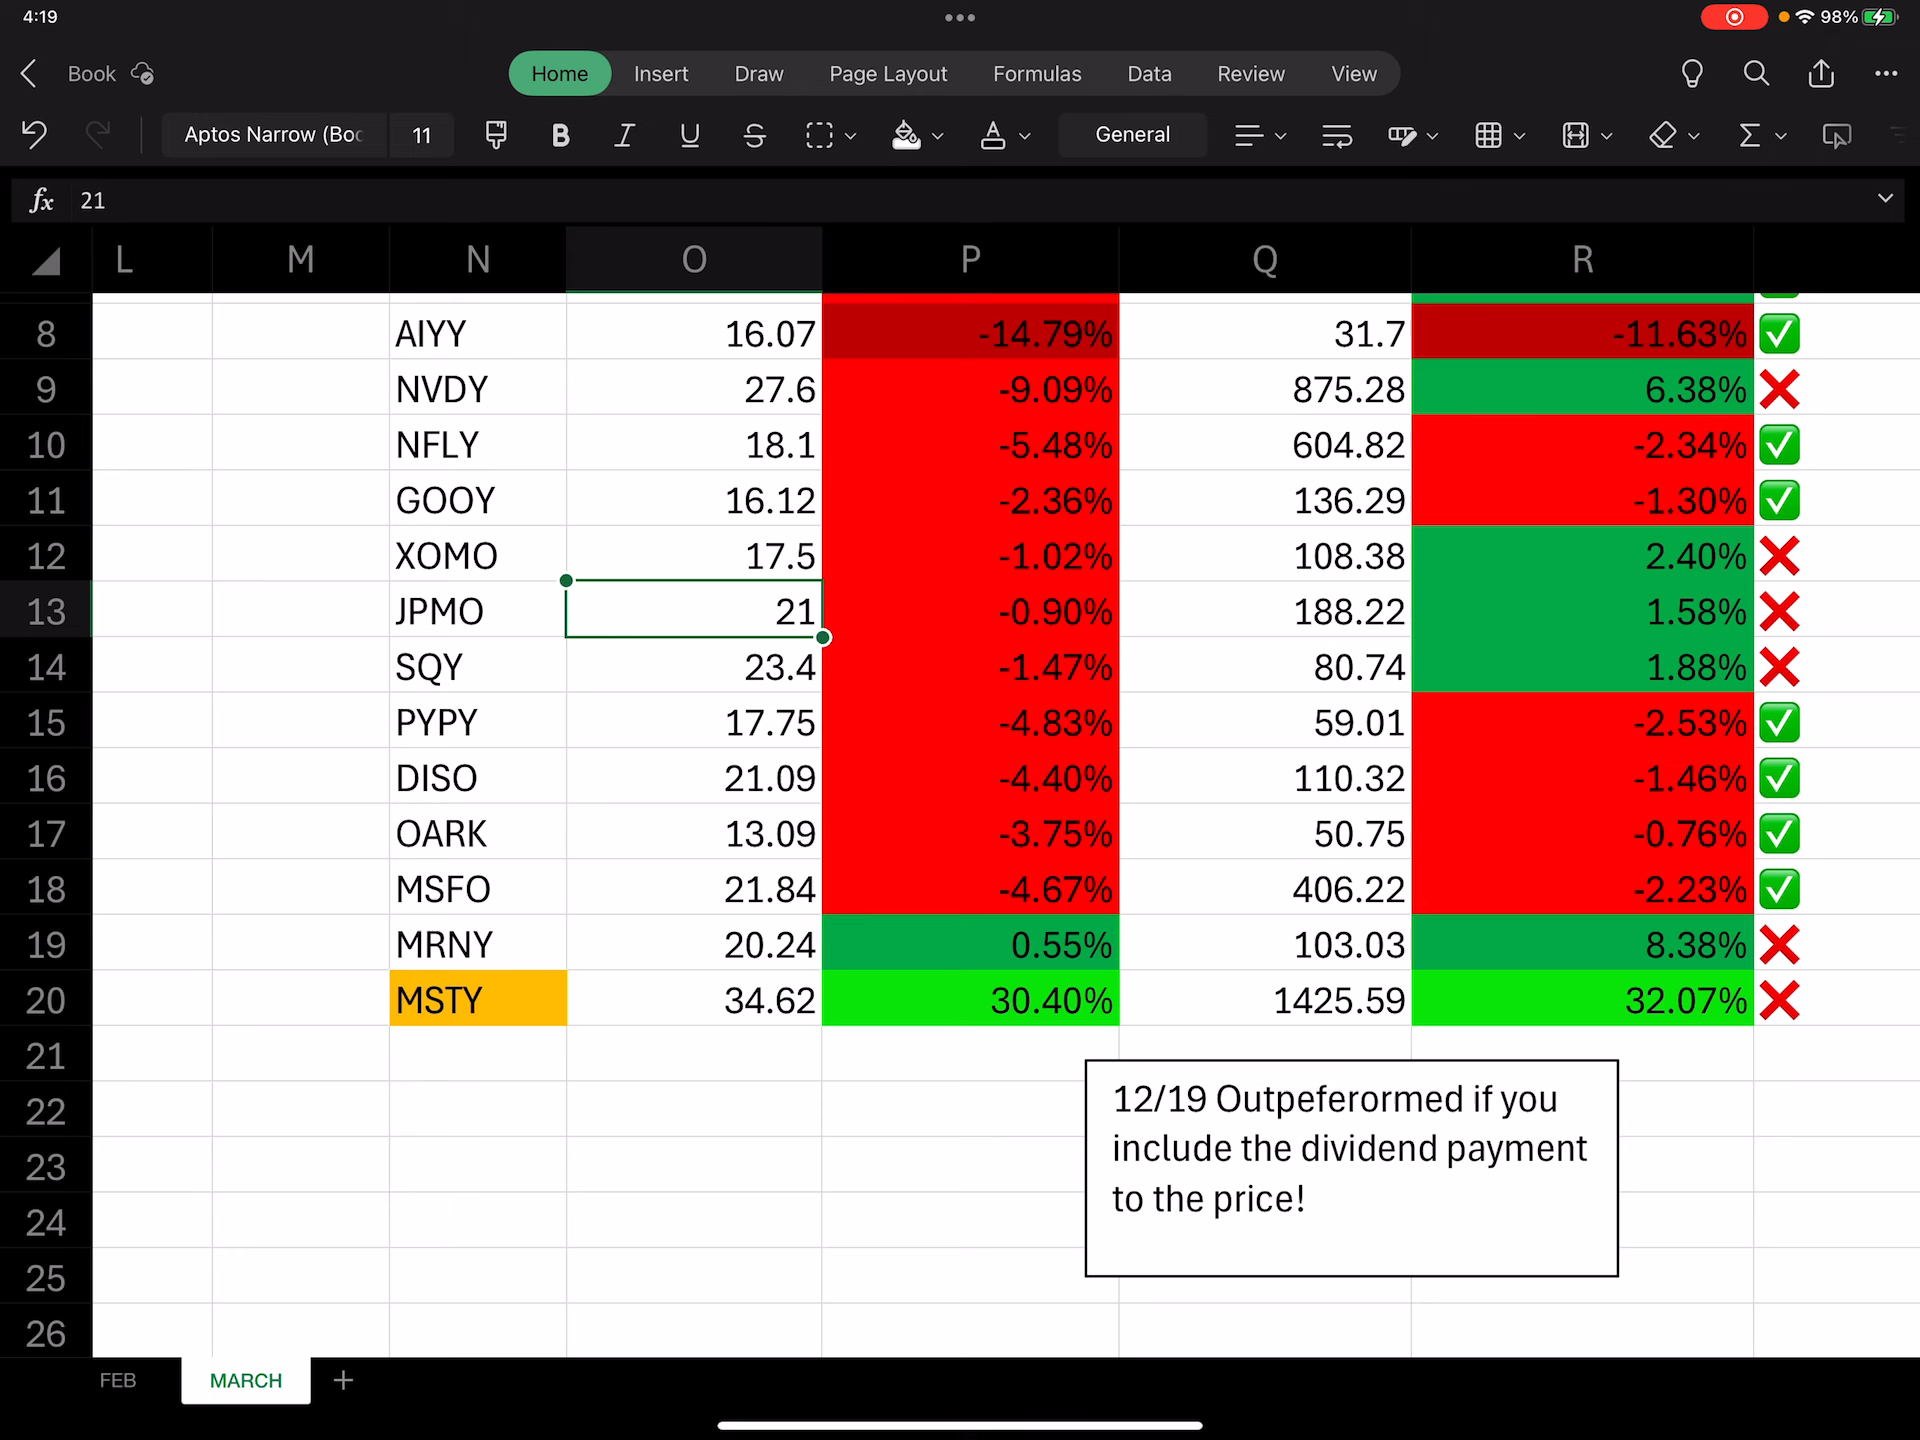 4:19
98%
Book
Home Insert Draw Page Layout Formulas Data Review View
Aptos Narrow (Boc 11 B I U S A General Σ
fx 21
L M N O P Q R
8 AIYY 16.07 -14.79% 31.7 -11.63% ✅
9 NVDY 27.6 -9.09% 875.28 6.38% ❌
10 NFLY 18.1 -5.48% 604.82 -2.34% ✅
11 GOOY 16.12 -2.36% 136.29 -1.30% ✅
12 XOMO 17.5 -1.02% 108.38 2.40% ❌
13 JPMO 21 -0.90% 188.22 1.58% ❌
14 SQY 23.4 -1.47% 80.74 1.88% ❌
15 PYPY 17.75 -4.83% 59.01 -2.53% ✅
16 DISO 21.09 -4.40% 110.32 -1.46% ✅
17 OARK 13.09 -3.75% 50.75 -0.76% ✅
18 MSFO 21.84 -4.67% 406.22 -2.23% ✅
19 MRNY 20.24 0.55% 103.03 8.38% ❌
20 MSTY 34.62 30.40% 1425.59 32.07% ❌
21
22
23
24
25
26
12/19 Outpeferormed if you
include the dividend payment
to the price!
FEB MARCH +